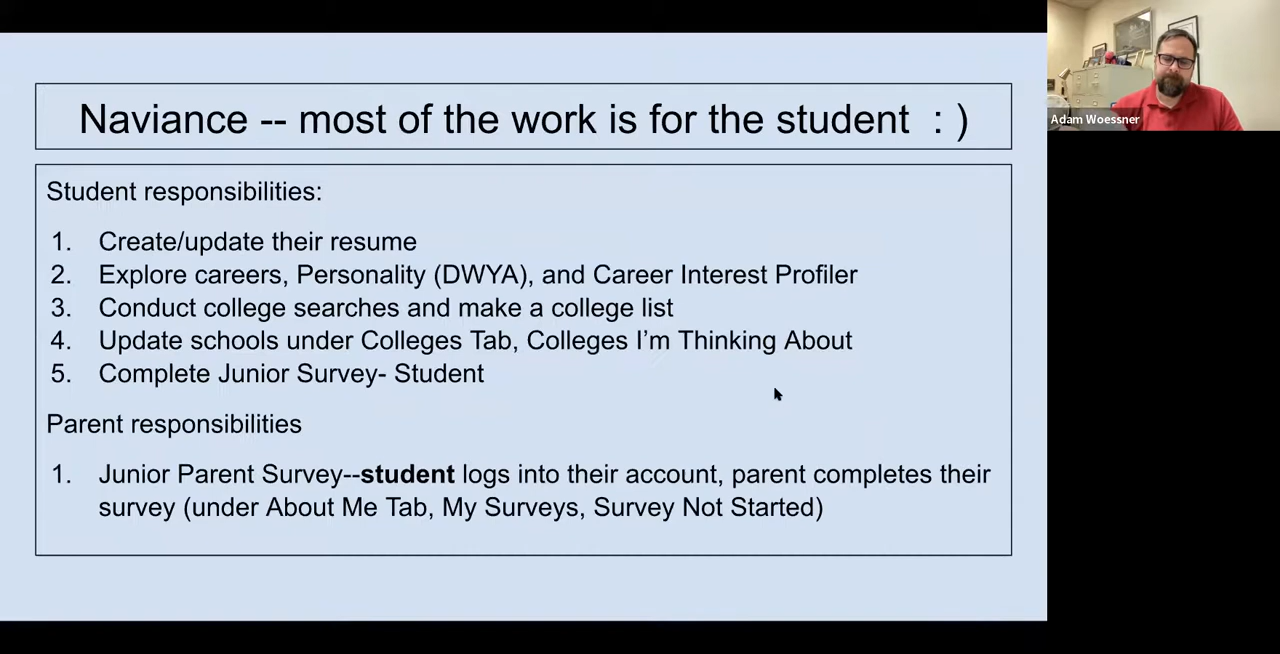 Naviance -- most of the work is for the student : )
Student responsibilities:
1. Create/update their resume
2. Explore careers, Personality (DWYA), and Career Interest Profiler
3. Conduct college searches and make a college list
4. Update schools under Colleges Tab, Colleges I’m Thinking About
5. Complete Junior Survey- Student
Parent responsibilities
1. Junior Parent Survey--student logs into their account, parent completes their
survey (under About Me Tab, My Surveys, Survey Not Started)
Adam Woessner